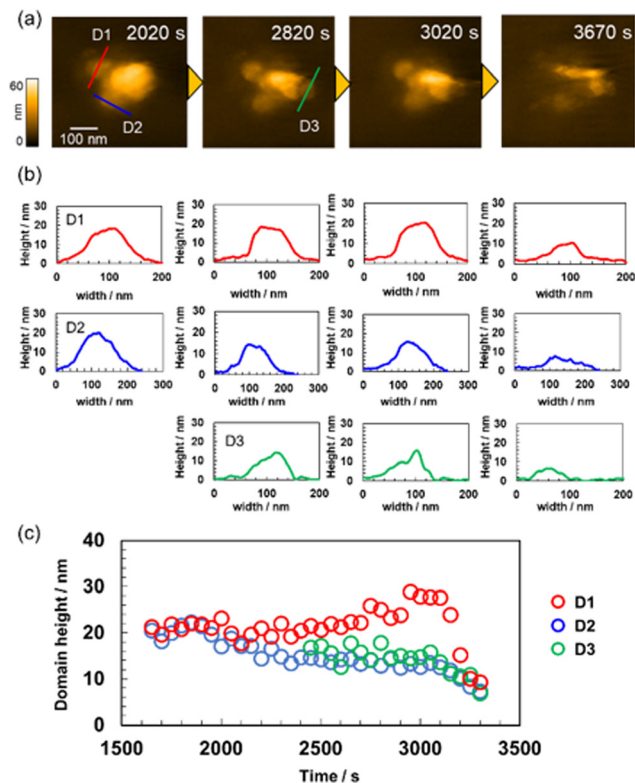 (a)
D1
2020 s
2820 s
3020 s
3670 s
60
nm
0
100 nm
D2
D3
(b)
Height / nm
30
20
10
0
D1
0
100
200
width / nm
Height / nm
30
20
10
0
0
100
200
width / nm
Height / nm
30
20
10
0
0
100
200
width / nm
Height / nm
30
20
10
0
0
100
200
width / nm
Height / nm
30
20
10
0
D2
0
100
200
300
width / nm
Height / nm
30
20
10
0
0
100
200
300
width / nm
Height / nm
30
20
10
0
0
100
200
300
width / nm
Height / nm
30
20
10
0
0
100
200
300
width / nm
Height / nm
30
20
10
0
D3
0
100
200
width / nm
Height / nm
30
20
10
0
0
100
200
width / nm
Height / nm
30
20
10
0
0
100
200
width / nm
(c)
Domain height / nm
40
30
20
10
0
1500
2000
2500
3000
3500
Time / s
D1
D2
D3